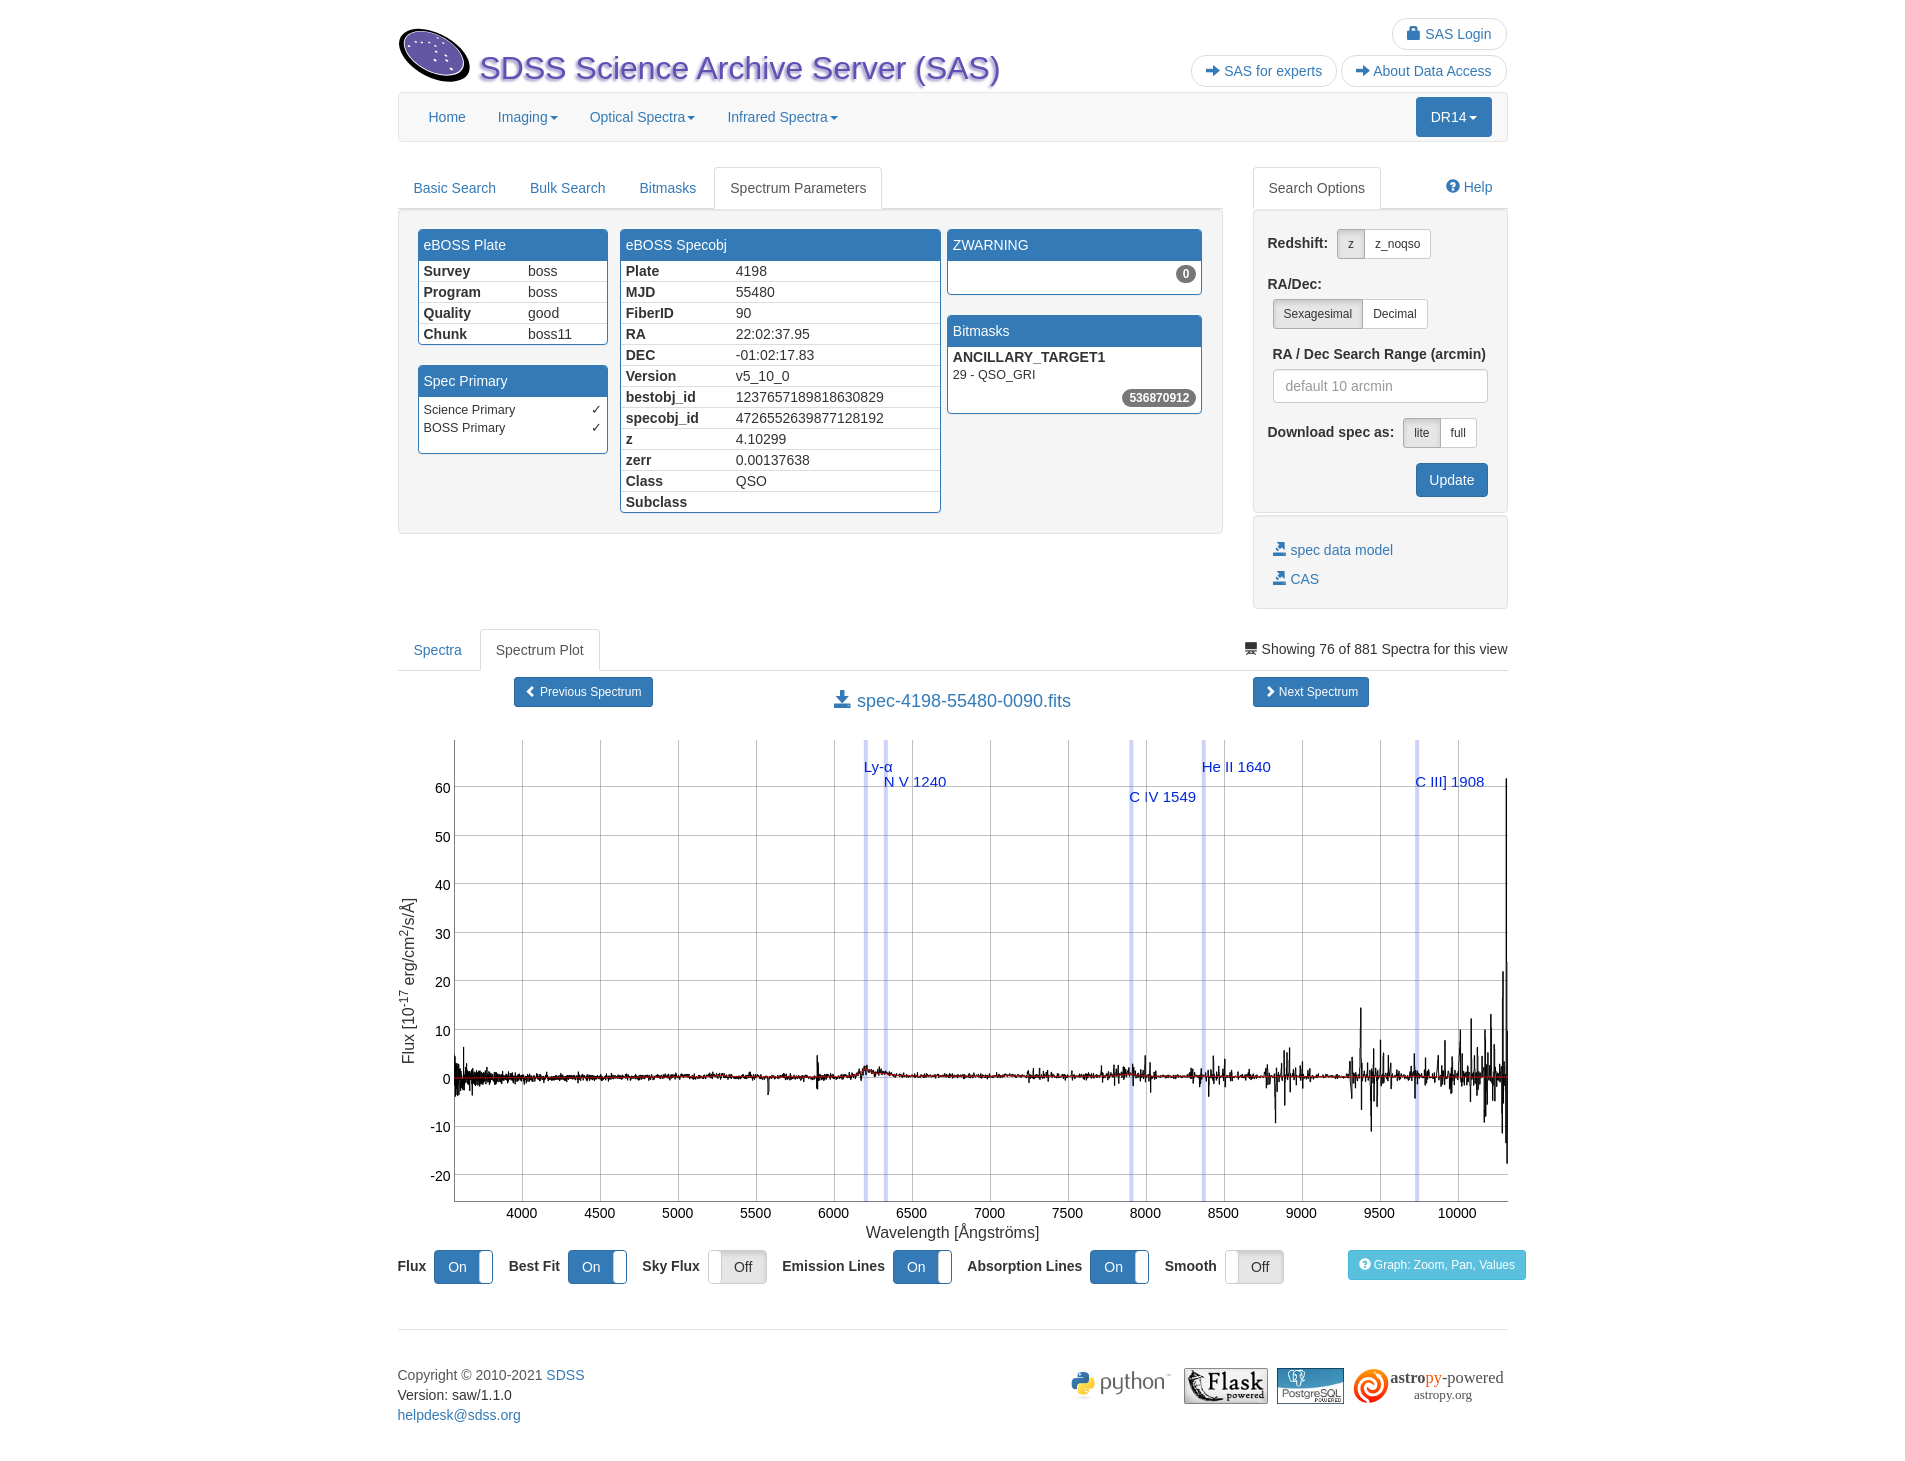 SAS Login
SDSS Science Archive Server (SAS)
SAS for experts
About Data Access
Home
Imaging
Optical Spectra
Infrared Spectra
DR14
Basic Search
Bulk Search
Bitmasks
Spectrum Parameters
Search Options
Help
eBOSS Plate
Survey boss
Program boss
Quality good
Chunk boss11
Spec Primary
Science Primary ✓
BOSS Primary ✓
eBOSS Specobj
Plate 4198
MJD 55480
FiberID 90
RA 22:02:37.95
DEC -01:02:17.83
Version v5_10_0
bestobj_id 1237657189818630829
specobj_id 4726552639877128192
z 4.10299
zerr 0.00137638
Class QSO
Subclass
ZWARNING
0
Bitmasks
ANCILLARY_TARGET1
29 - QSO_GRI
536870912
Redshift: z z_noqso
RA/Dec:
Sexagesimal Decimal
RA / Dec Search Range (arcmin)
default 10 arcmin
Download spec as: lite full
Update
spec data model
CAS
Spectra
Spectrum Plot
Showing 76 of 881 Spectra for this view
Previous Spectrum
spec-4198-55480-0090.fits
Next Spectrum
Ly-α
N V 1240
C IV 1549
He II 1640
C III] 1908
60
50
40
30
20
10
0
-10
-20
Flux [10-17 erg/cm2/s/Å]
4000 4500 5000 5500 6000 6500 7000 7500 8000 8500 9000 9500 10000
Wavelength [Ångströms]
Flux On
Best Fit On
Sky Flux Off
Emission Lines On
Absorption Lines On
Smooth Off
Graph: Zoom, Pan, Values
Copyright © 2010-2021 SDSS
Version: saw/1.1.0
helpdesk@sdss.org
python
Flask
powered
PostgreSQL
POWERED
astropy-powered
astropy.org